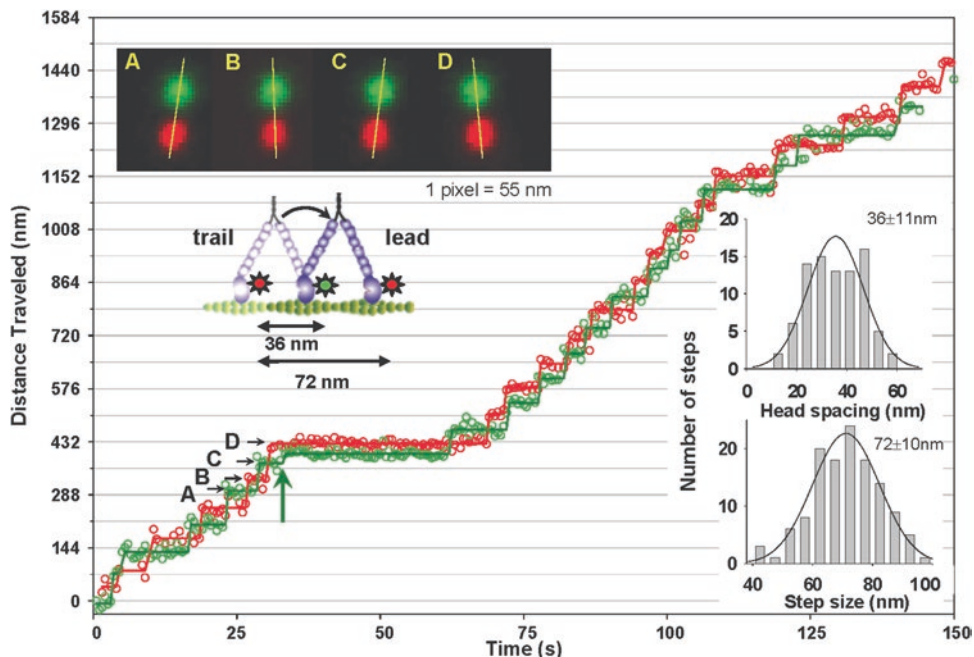 1584
1440
1296
1152
1008
864
720
576
432
288
144
0
Distance Traveled (nm)
A B C D
1 pixel = 55 nm
trail lead
36 nm
72 nm
D
C
B
A
36±11nm
20
15
10
5
0
0 20 40 60
Head spacing (nm)
Number of steps
72±10nm
20
10
0
40 60 80 100
Step size (nm)
0 25 50 75 100 125 150
Time (s)